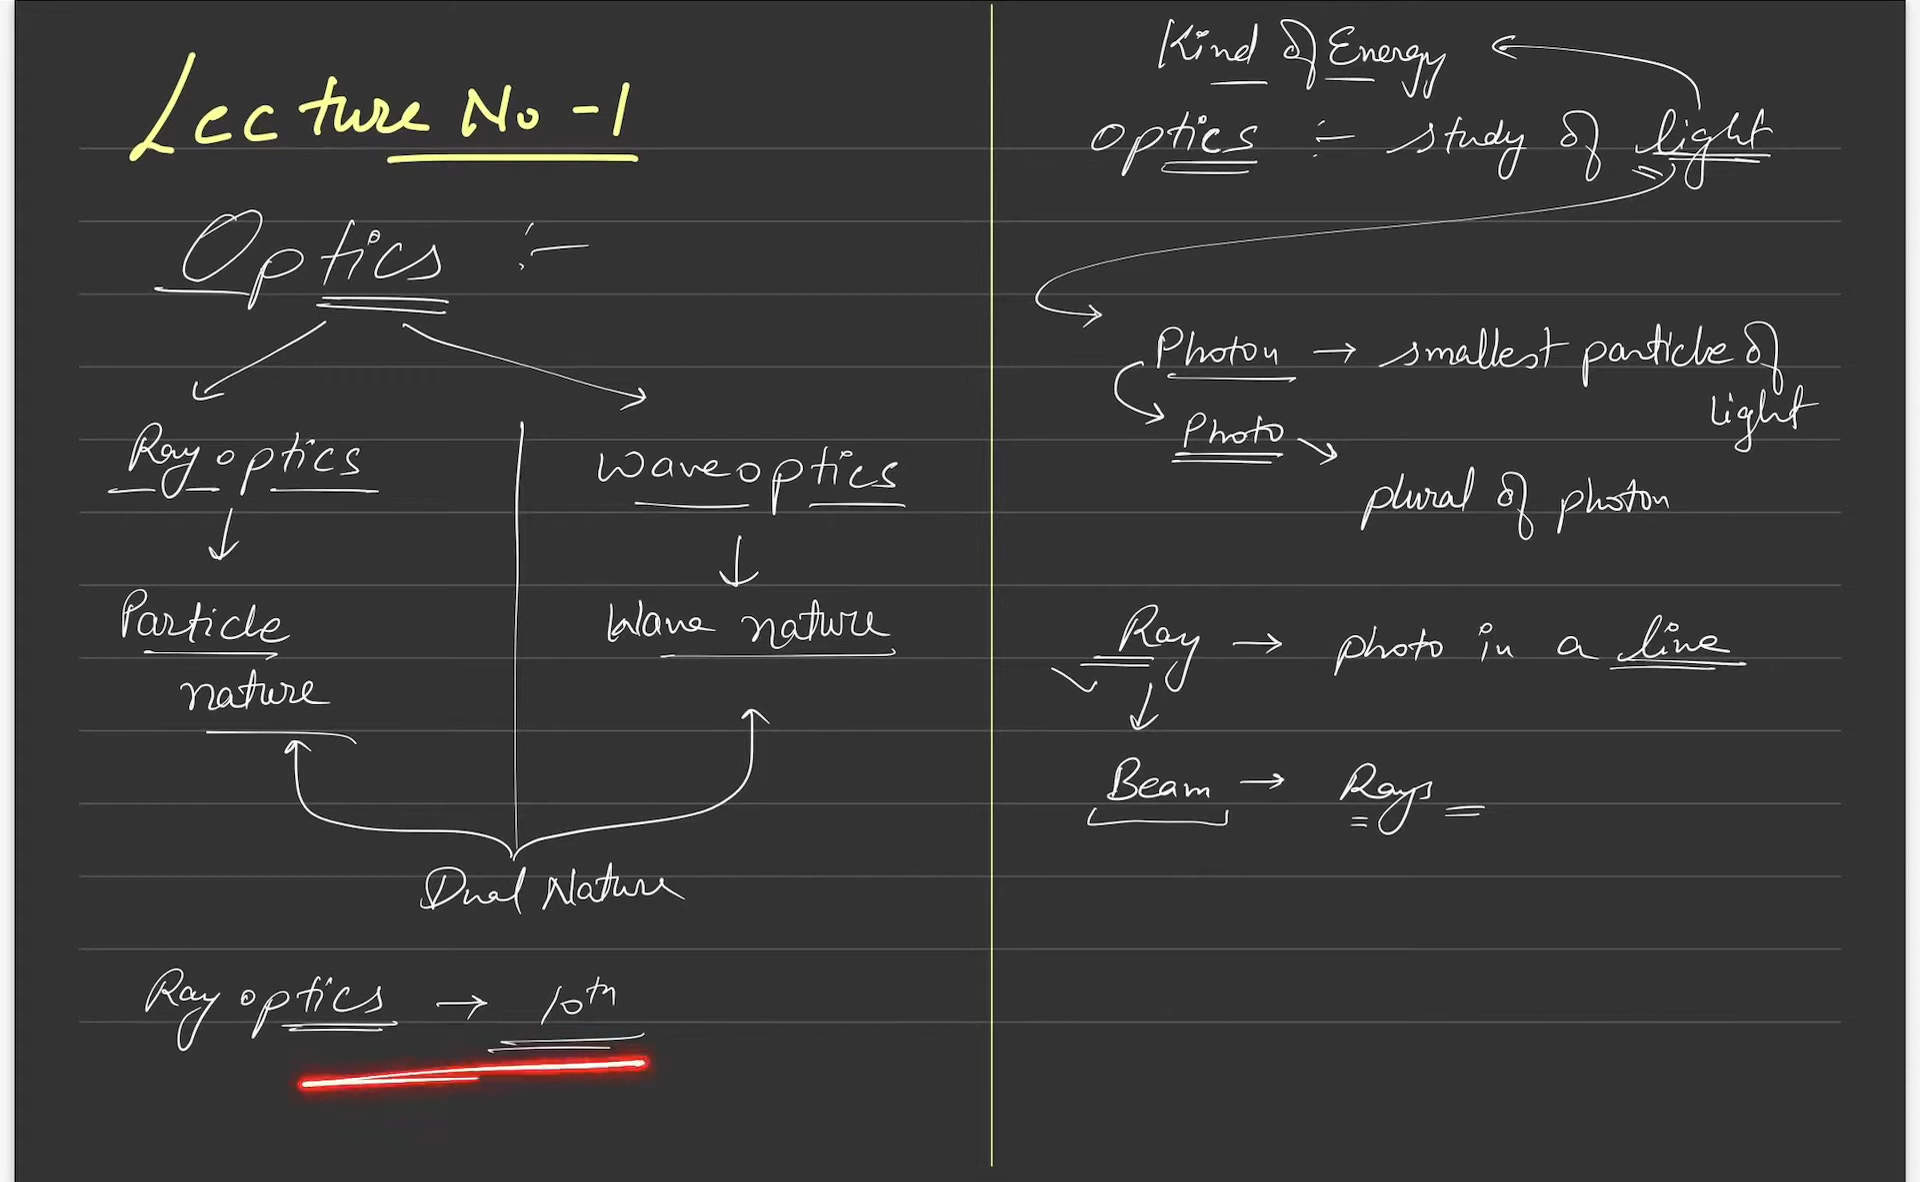 Lecture No -1
Optics :-
Ray optics
Wave optics
Particle
nature
Wave nature
Dual Nature
Ray optics → 10th
Kind of Energy
Optics :- study of light
Photon → smallest particle of
light
Photo
plural of photon
Ray → photo in a line
Beam → Rays